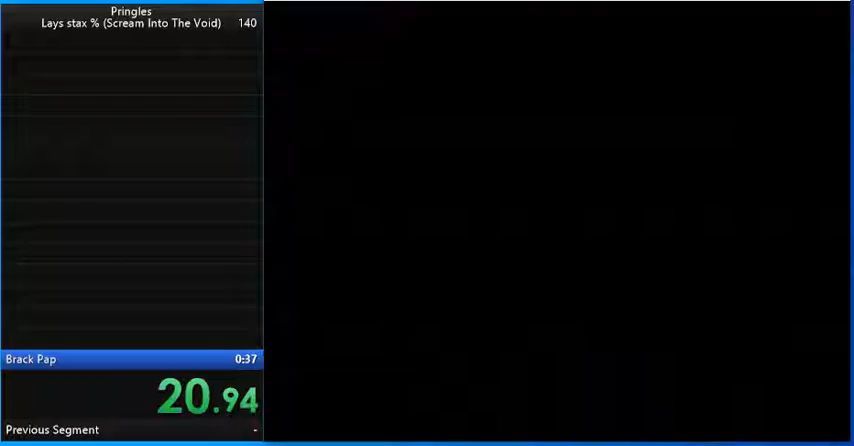 Pringles
Lays stax % (Scream Into The Void) 140
Brack Pap 0:37
20.94
Previous Segment -